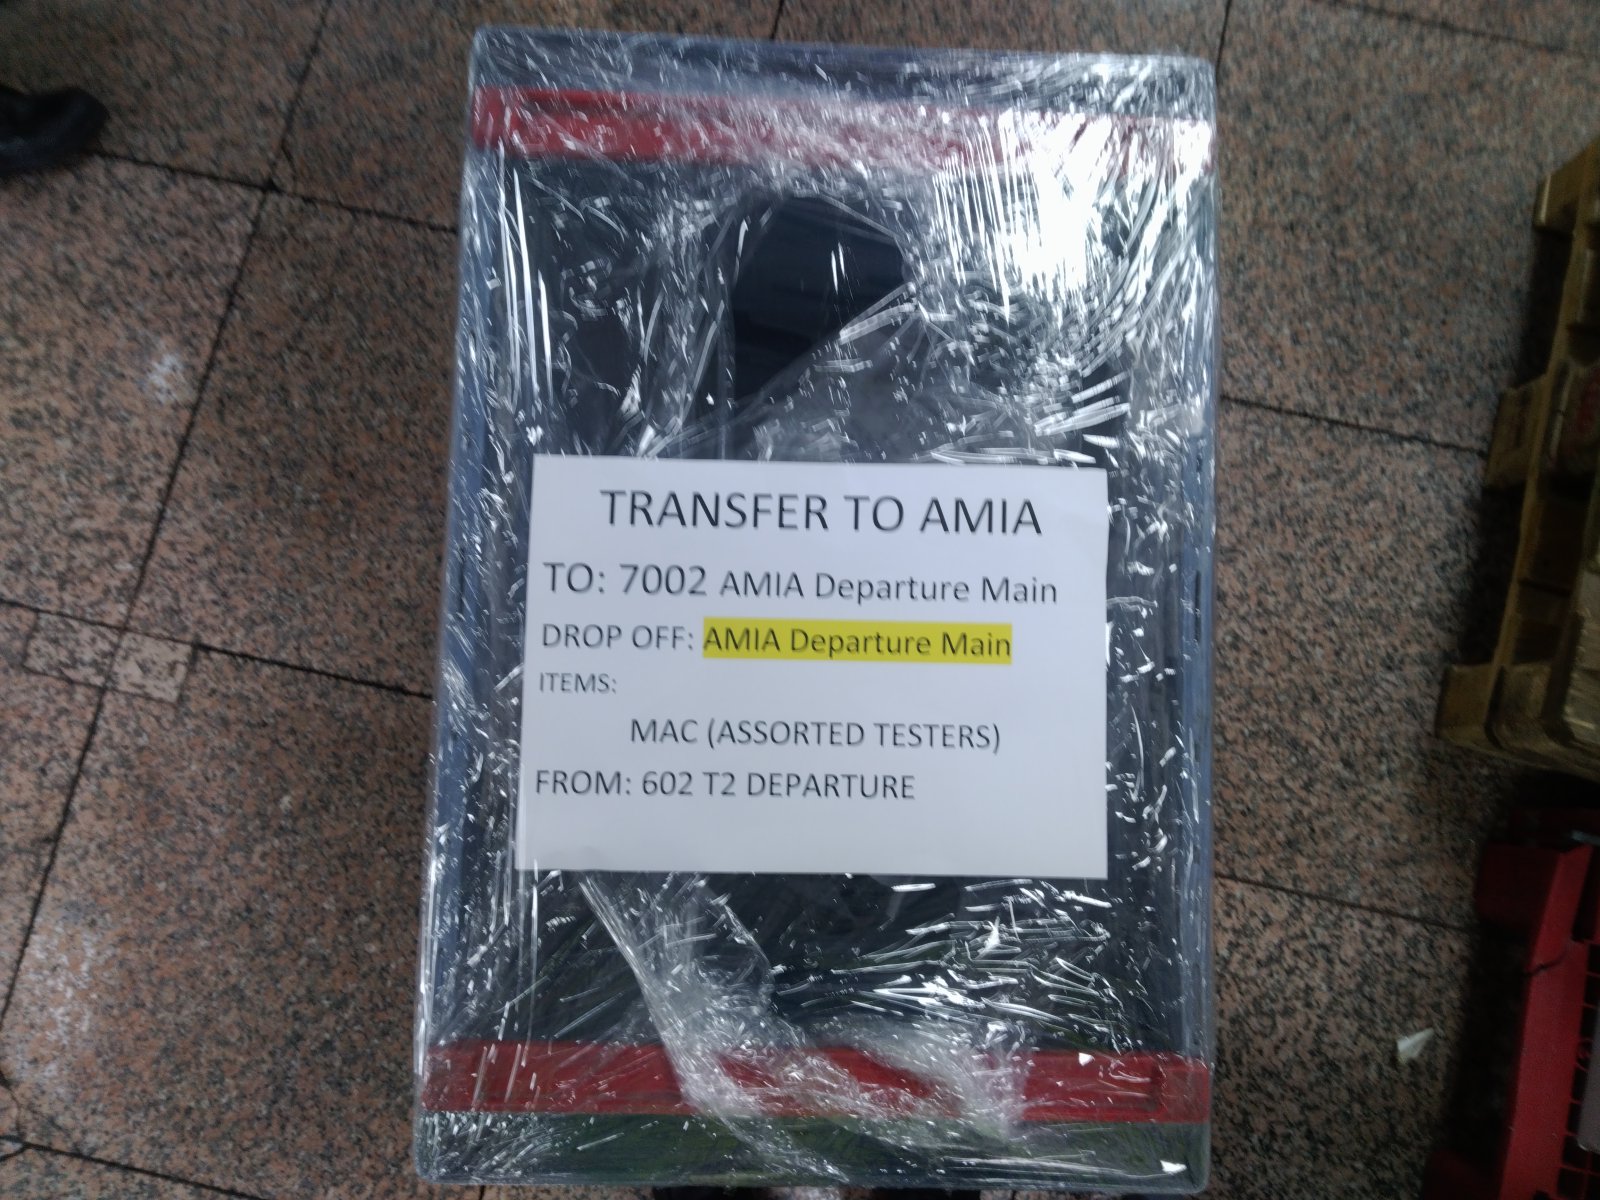 TRANSFER TO AMIA
TO: 7002 AMIA Departure Main
DROP OFF: AMIA Departure Main
ITEMS:
MAC (ASSORTED TESTERS)
FROM: 602 T2 DEPARTURE